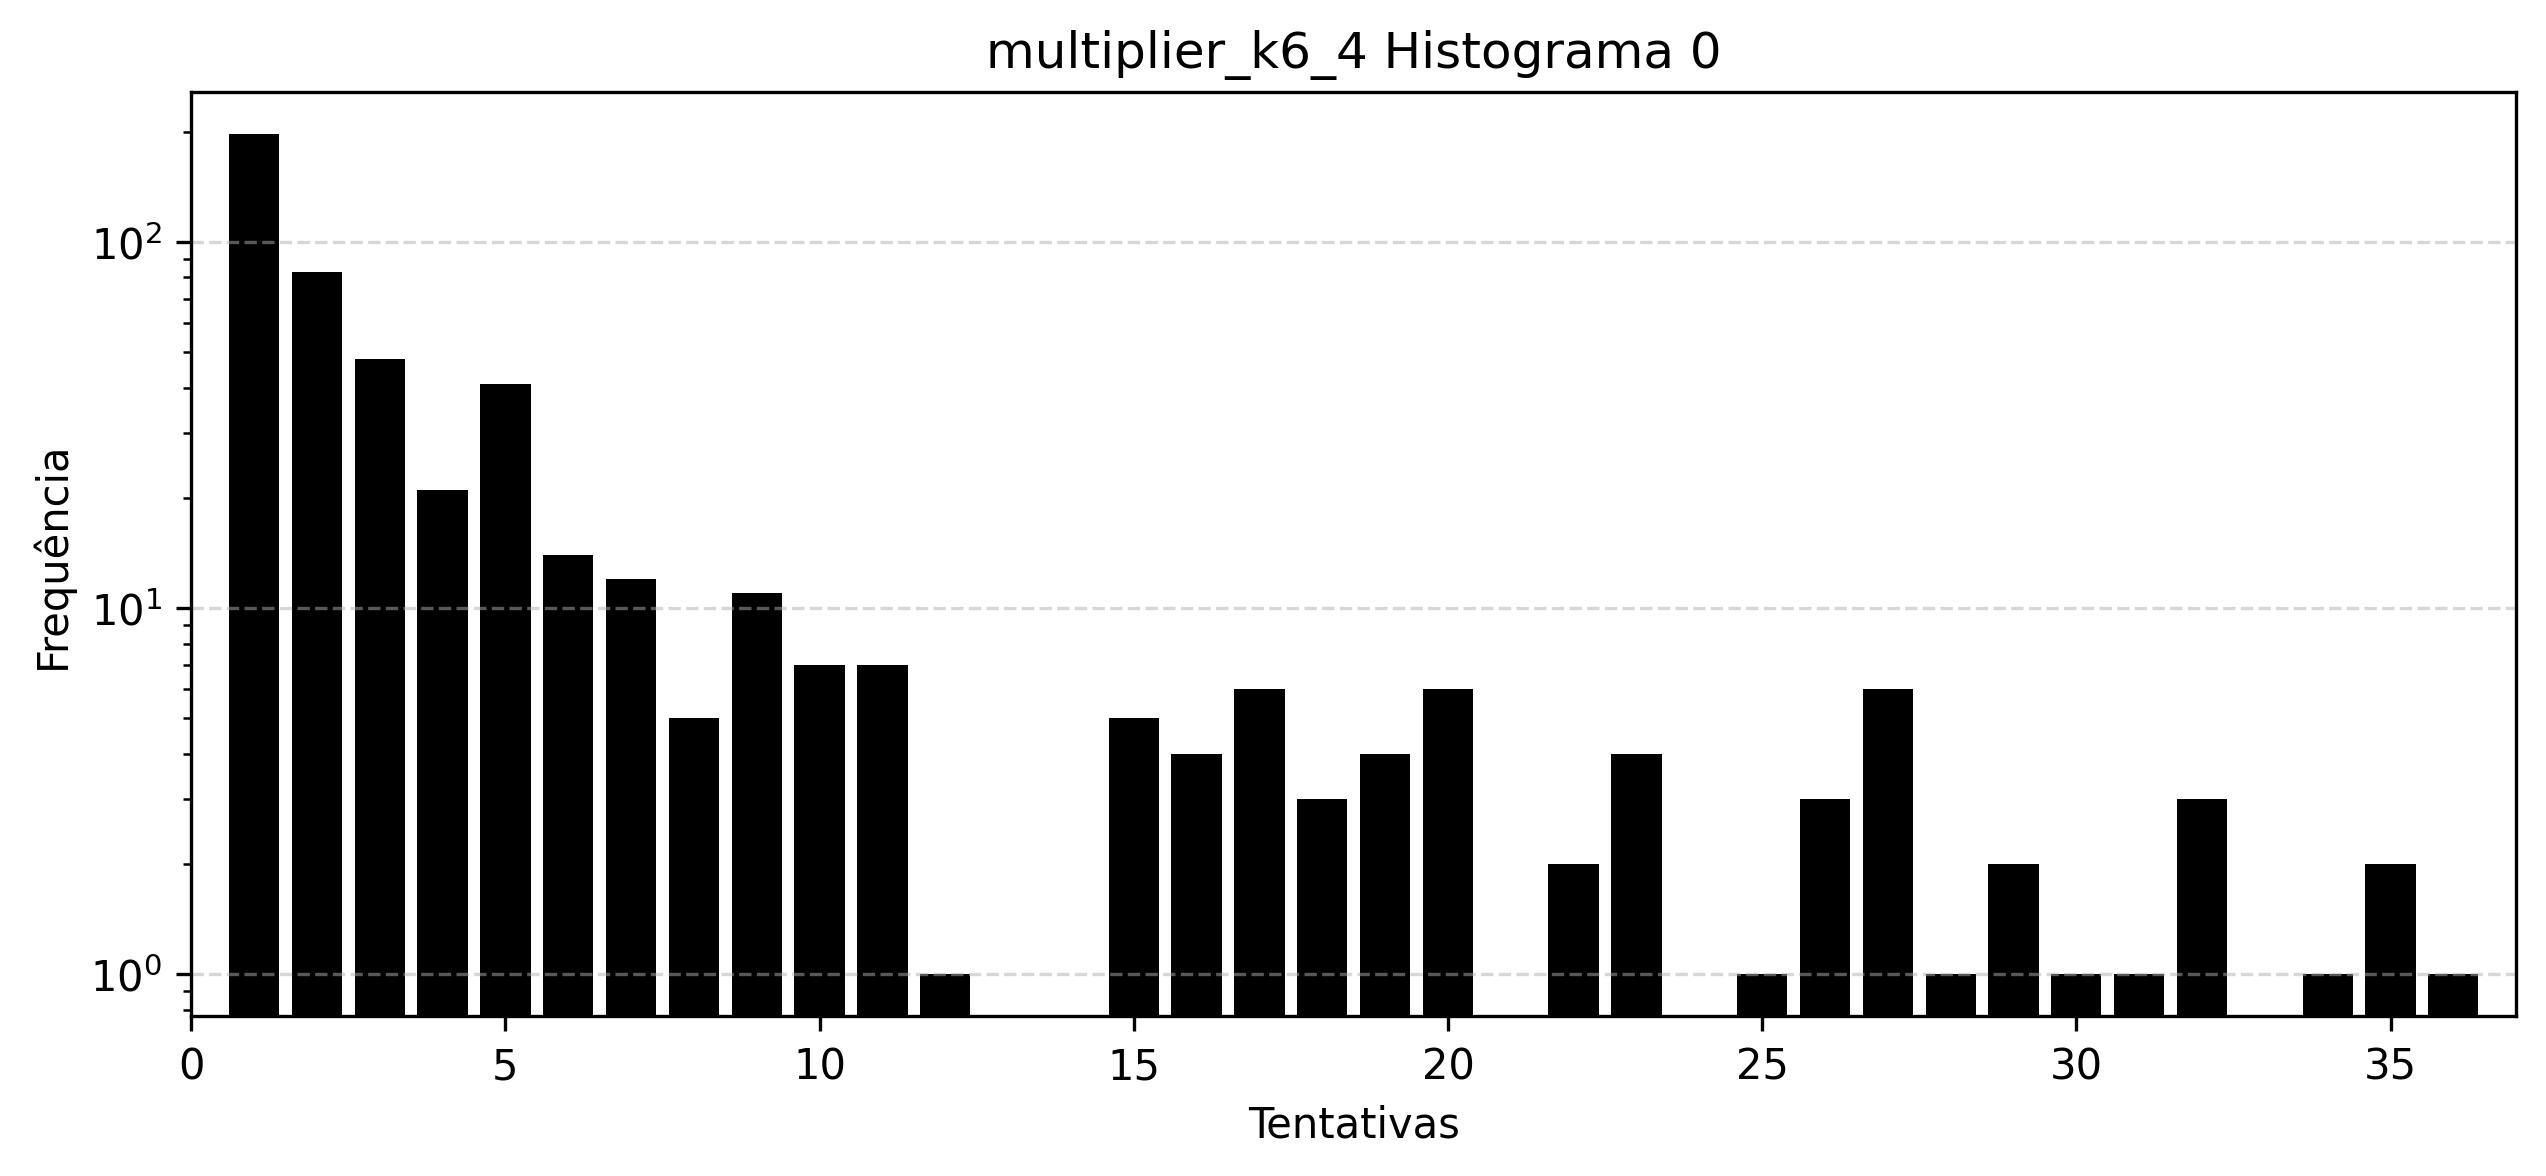 multiplier_k6_4 Histograma 0
Frequência
10²
10¹
10⁰
0 5 10 15 20 25 30 35
Tentativas